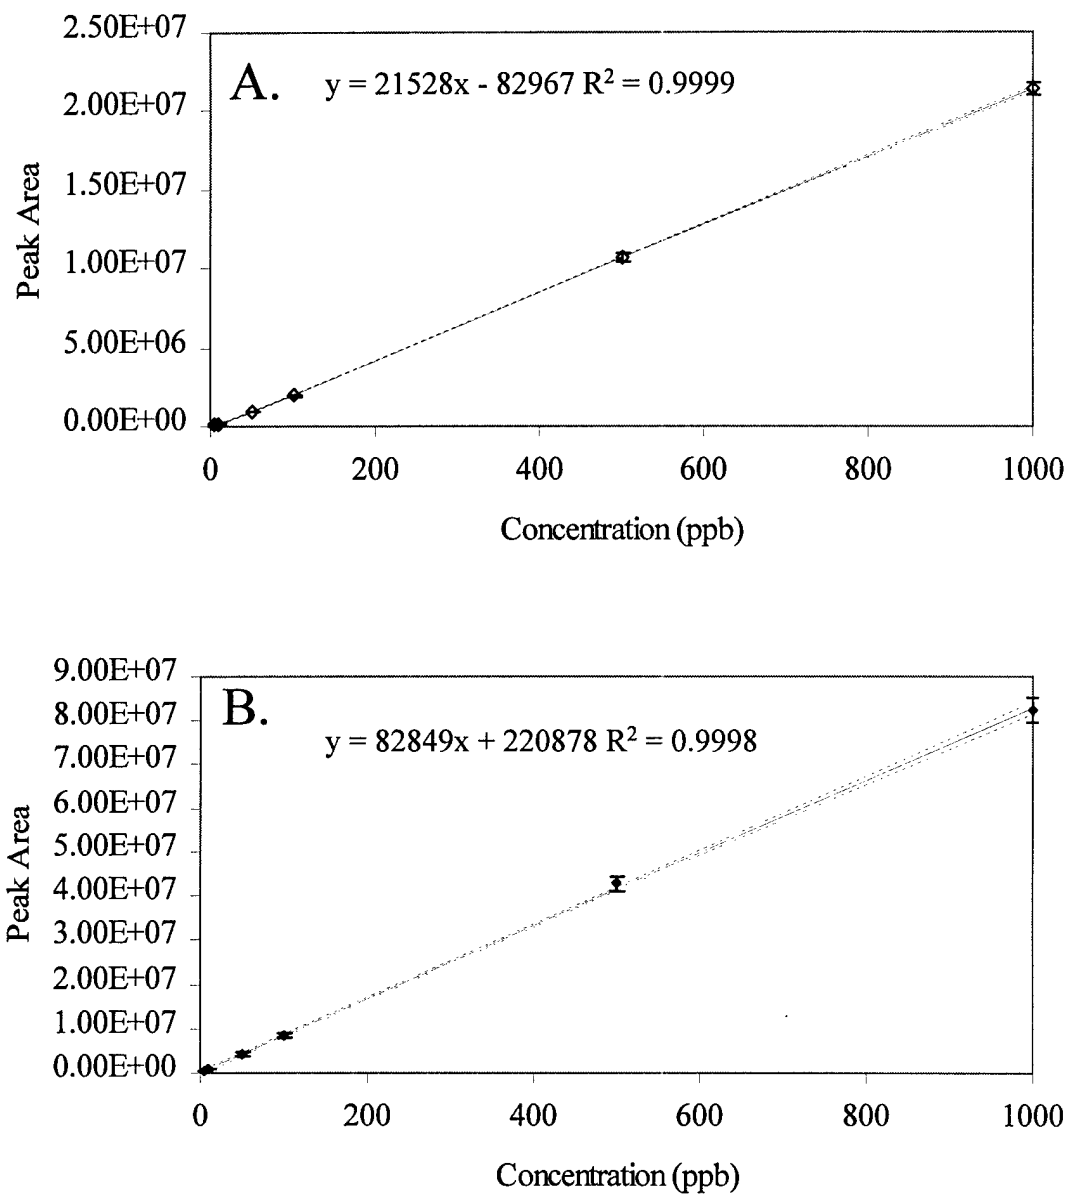 2.50E+07
A. y = 21528x - 82967 R² = 0.9999
2.00E+07
1.50E+07
1.00E+07
5.00E+06
0.00E+00
Peak Area
0 200 400 600 800 1000
Concentration (ppb)
9.00E+07
B.
8.00E+07
y = 82849x + 220878 R² = 0.9998
7.00E+07
6.00E+07
5.00E+07
4.00E+07
3.00E+07
2.00E+07
1.00E+07
0.00E+00
Peak Area
0 200 400 600 800 1000
Concentration (ppb)